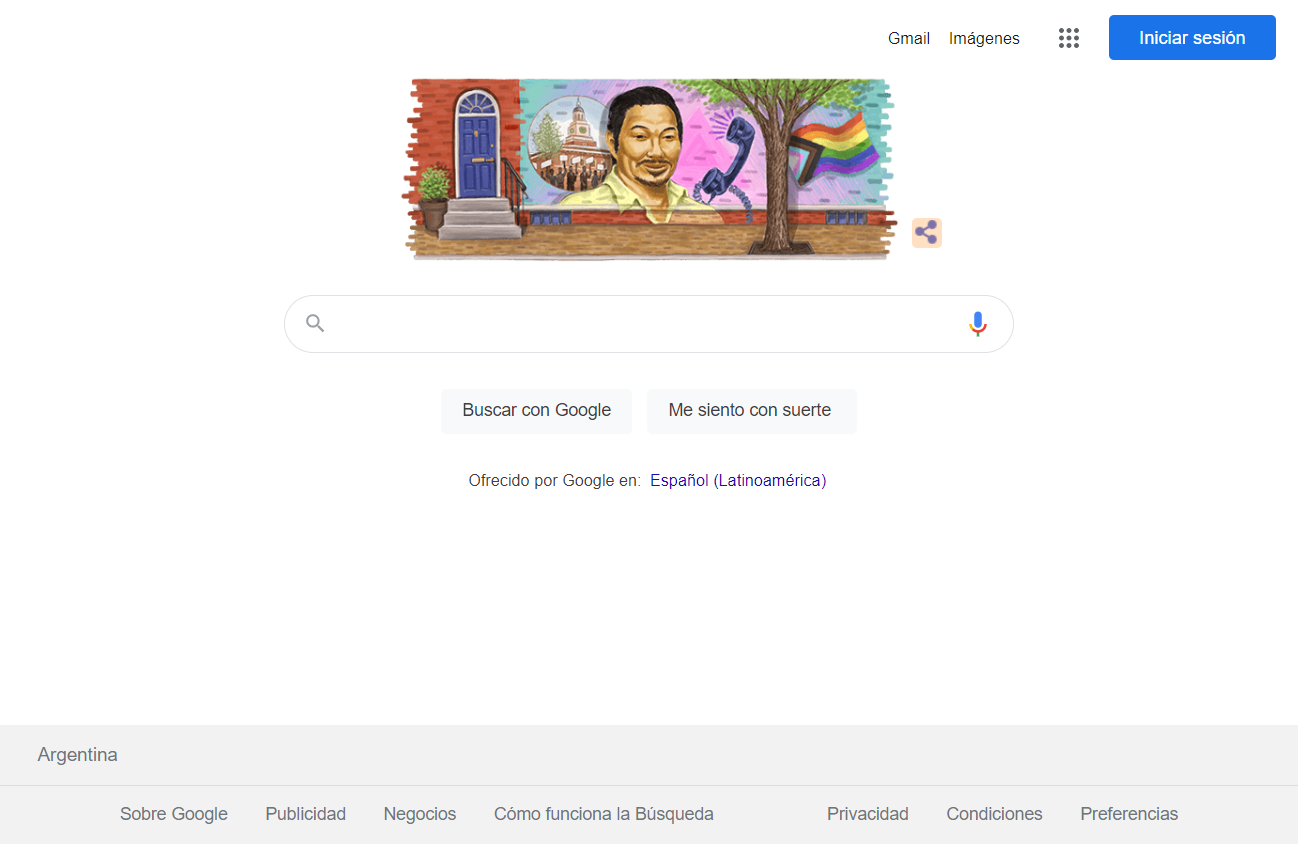 Gmail Imágenes Iniciar sesión
Buscar con Google Me siento con suerte
Ofrecido por Google en: Español (Latinoamérica)
Argentina
Sobre Google Publicidad Negocios Cómo funciona la Búsqueda Privacidad Condiciones Preferencias